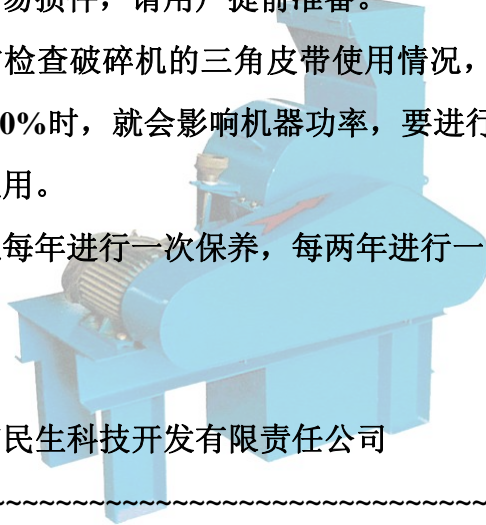 易损件，请用户提前准备。
检查破碎机的三角皮带使用情况，
0%时，就会影响机器功率，要进行
用。
每年进行一次保养，每两年进行一
民生科技开发有限责任公司
~~~~~~~~~~~~~~~~~~~~~~~~~~~~~